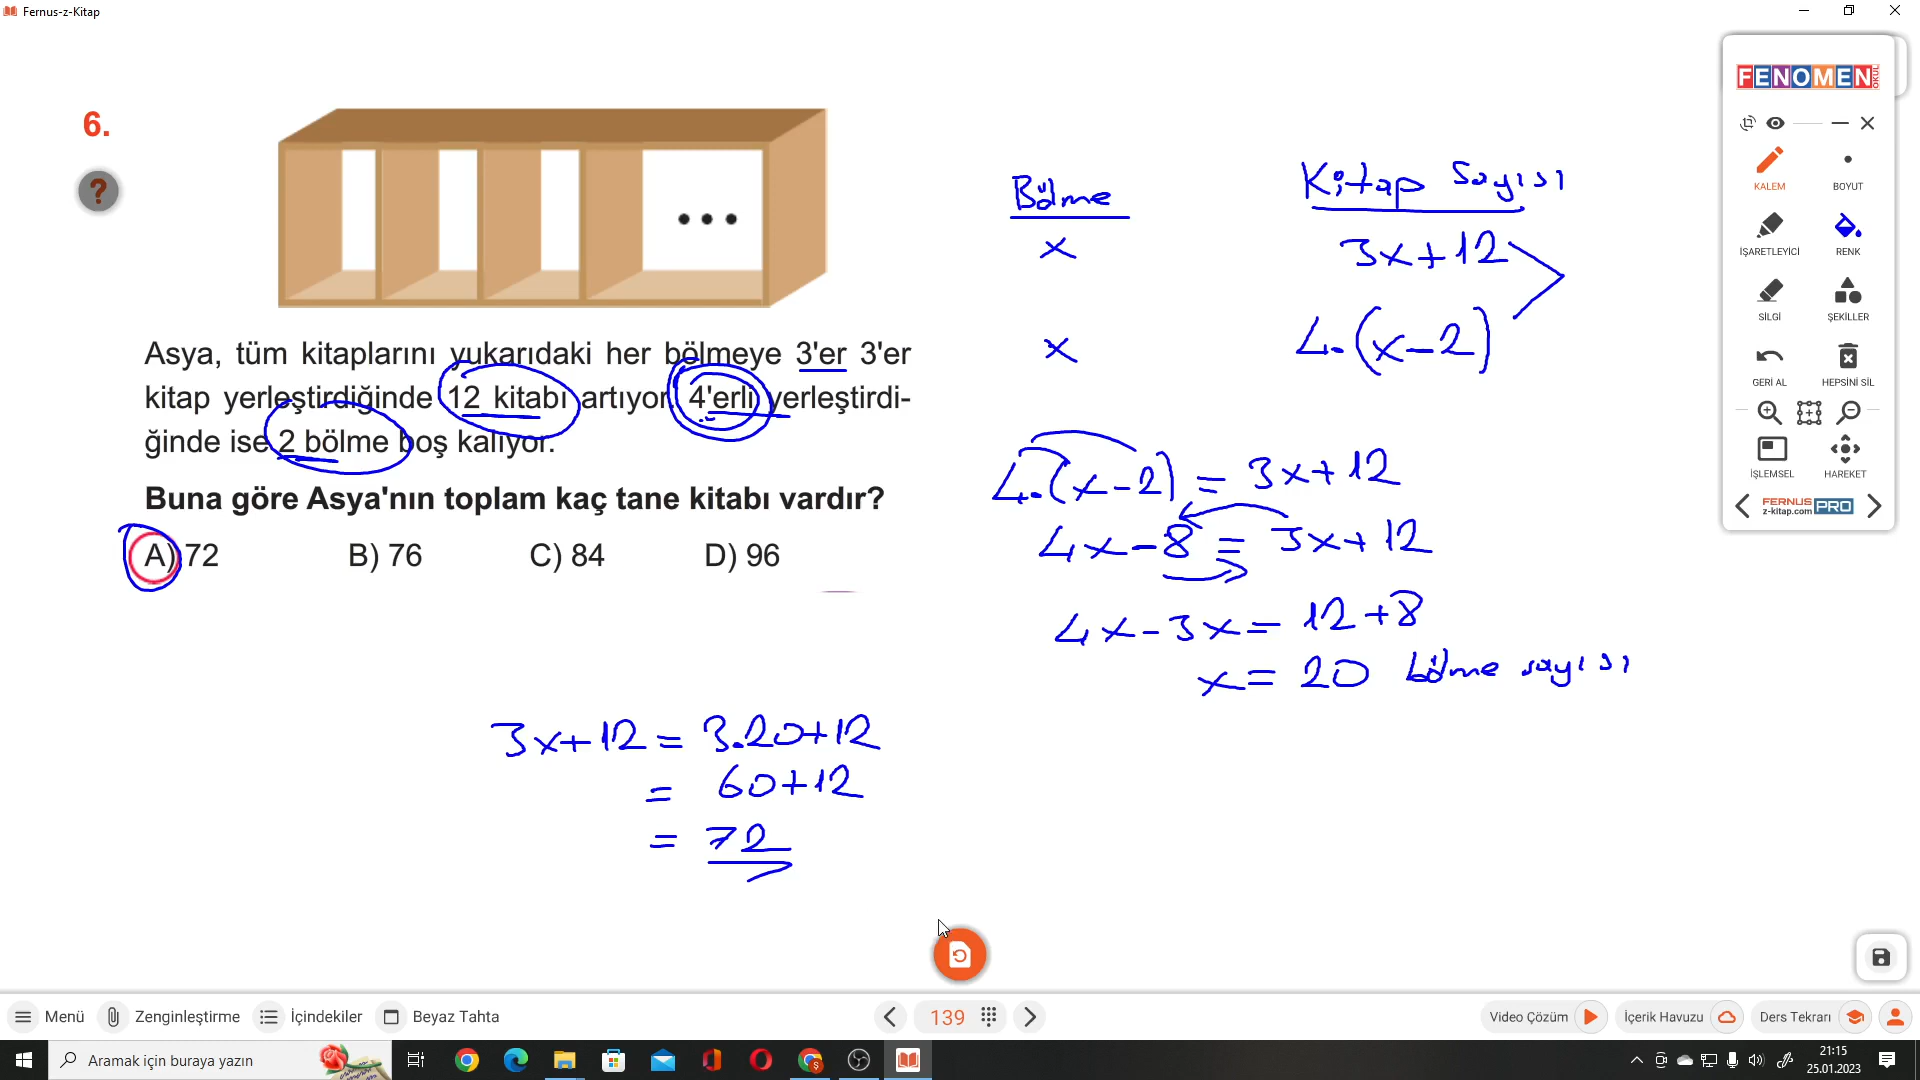 Fernus-z-Kitap
6.
?
Asya, tüm kitaplarını yukarıdaki her bölmeye 3'er 3'er
kitap yerleştirdiğinde 12 kitabı artıyor. 4'erli yerleştirdi-
ğinde ise 2 bölme boş kalıyor.
Buna göre Asya'nın toplam kaç tane kitabı vardır?
A) 72 B) 76 C) 84 D) 96
3x+12 = 3.20+12
= 60+12
= 72
Bölme Kitap Sayısı
x 3x+12
x 4.(x-2)
4.(x-2) = 3x+12
4x-8 = 3x+12
4x-3x = 12+8
x = 20 bölme sayısı
FENOMEN OKUL
KALEM BOYUT
İŞARETLEYİCİ RENK
SİLGİ ŞEKİLLER
GERİ AL HEPSİNİ SİL
İŞLEMSEL HAREKET
FERNUS
z-kitap.com PRO
Menü Zenginleştirme İçindekiler Beyaz Tahta 139 Video Çözüm İçerik Havuzu Ders Tekrarı
Aramak için buraya yazın
21:15
25.01.2023